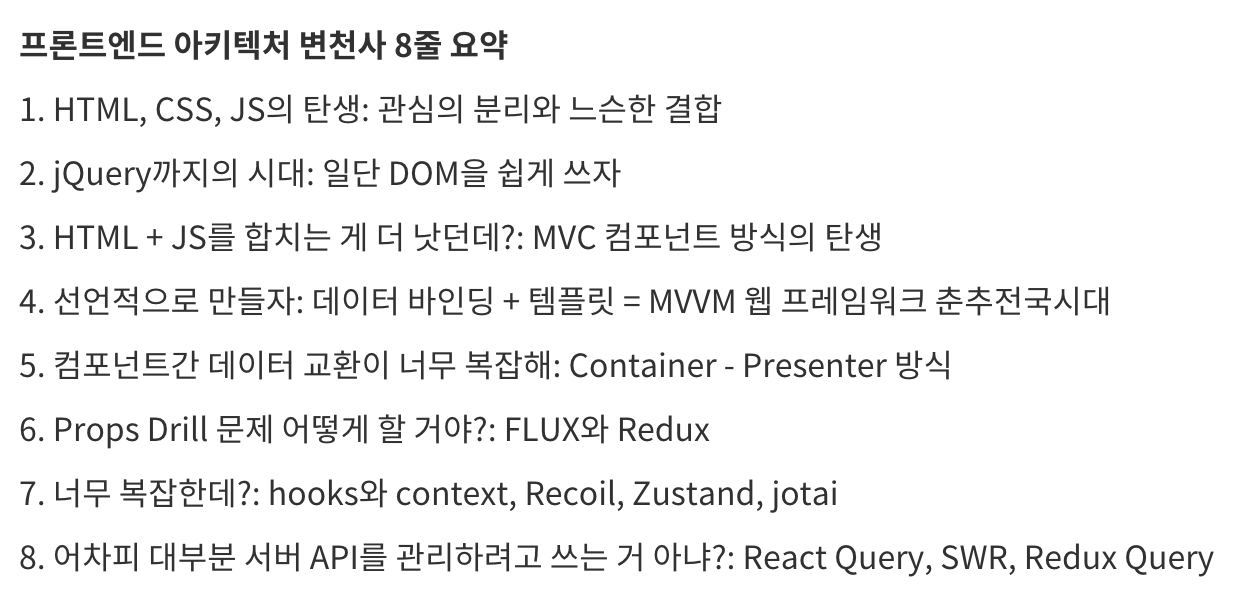 프론트엔드 아키텍처 변천사 8줄 요약
1. HTML, CSS, JS의 탄생: 관심의 분리와 느슨한 결합
2. jQuery까지의 시대: 일단 DOM을 쉽게 쓰자
3. HTML + JS를 합치는 게 더 낫던데?: MVC 컴포넌트 방식의 탄생
4. 선언적으로 만들자: 데이터 바인딩 + 템플릿 = MVVM 웹 프레임워크 춘추전국시대
5. 컴포넌트간 데이터 교환이 너무 복잡해: Container - Presenter 방식
6. Props Drill 문제 어떻게 할 거야?: FLUX와 Redux
7. 너무 복잡한데?: hooks와 context, Recoil, Zustand, jotai
8. 어차피 대부분 서버 API를 관리하려고 쓰는 거 아냐?: React Query, SWR, Redux Query